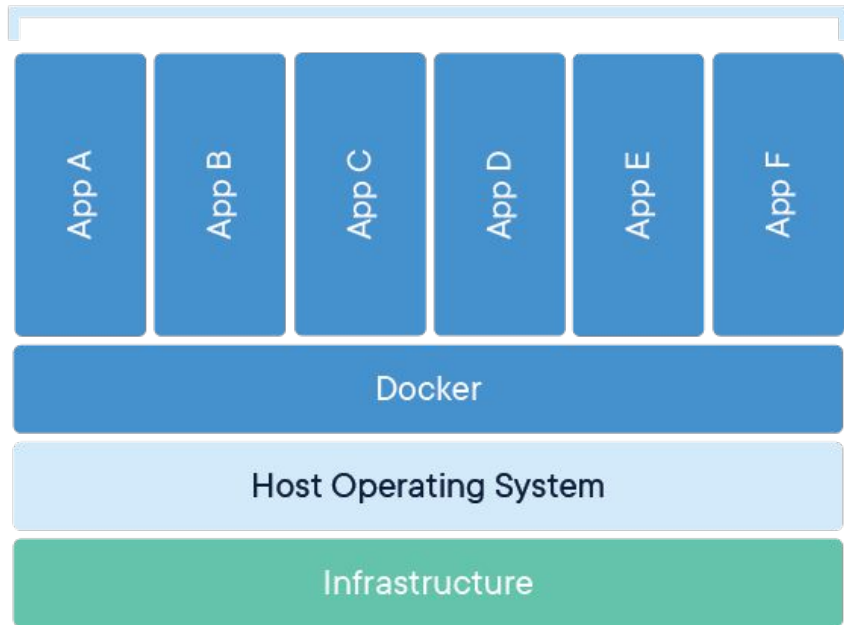 App A
App B
App C
App D
App E
App F
Docker
Host Operating System
Infrastructure